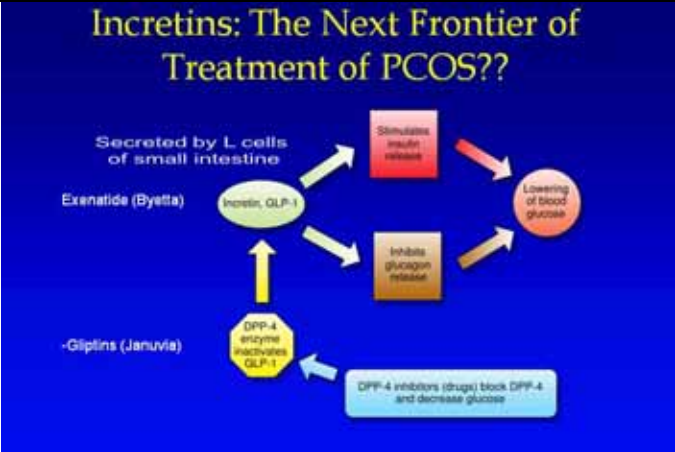 Incretins: The Next Frontier of
Treatment of PCOS??
Secreted by L cells
of small intestine
Exenatide (Byetta)
Incretin, GLP-1
Stimulates
insulin
release
Lowering
of blood
glucose
Inhibits
glucagon
release
-Gliptins (Januvia)
DPP-4
enzyme
inactivates
GLP-1
DPP-4 inhibitors (drugs) block DPP-4
and decrease glucose